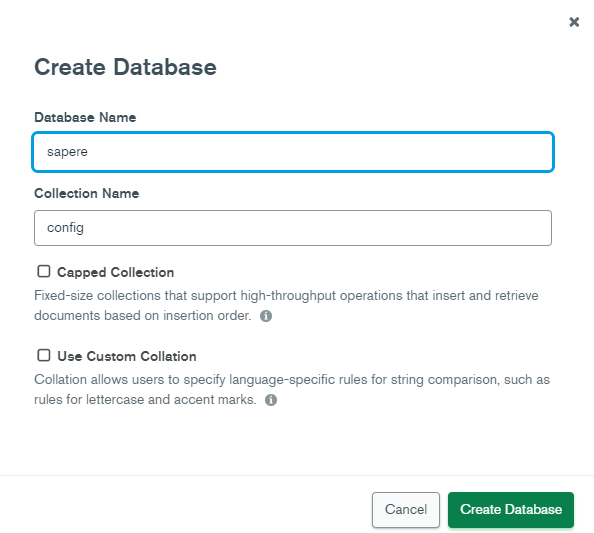 Create Database
Database Name
sapere
Collection Name
config
Capped Collection
Fixed-size collections that support high-throughput operations that insert and retrieve
documents based on insertion order.
Use Custom Collation
Collation allows users to specify language-specific rules for string comparison, such as
rules for lettercase and accent marks.
Cancel
Create Database